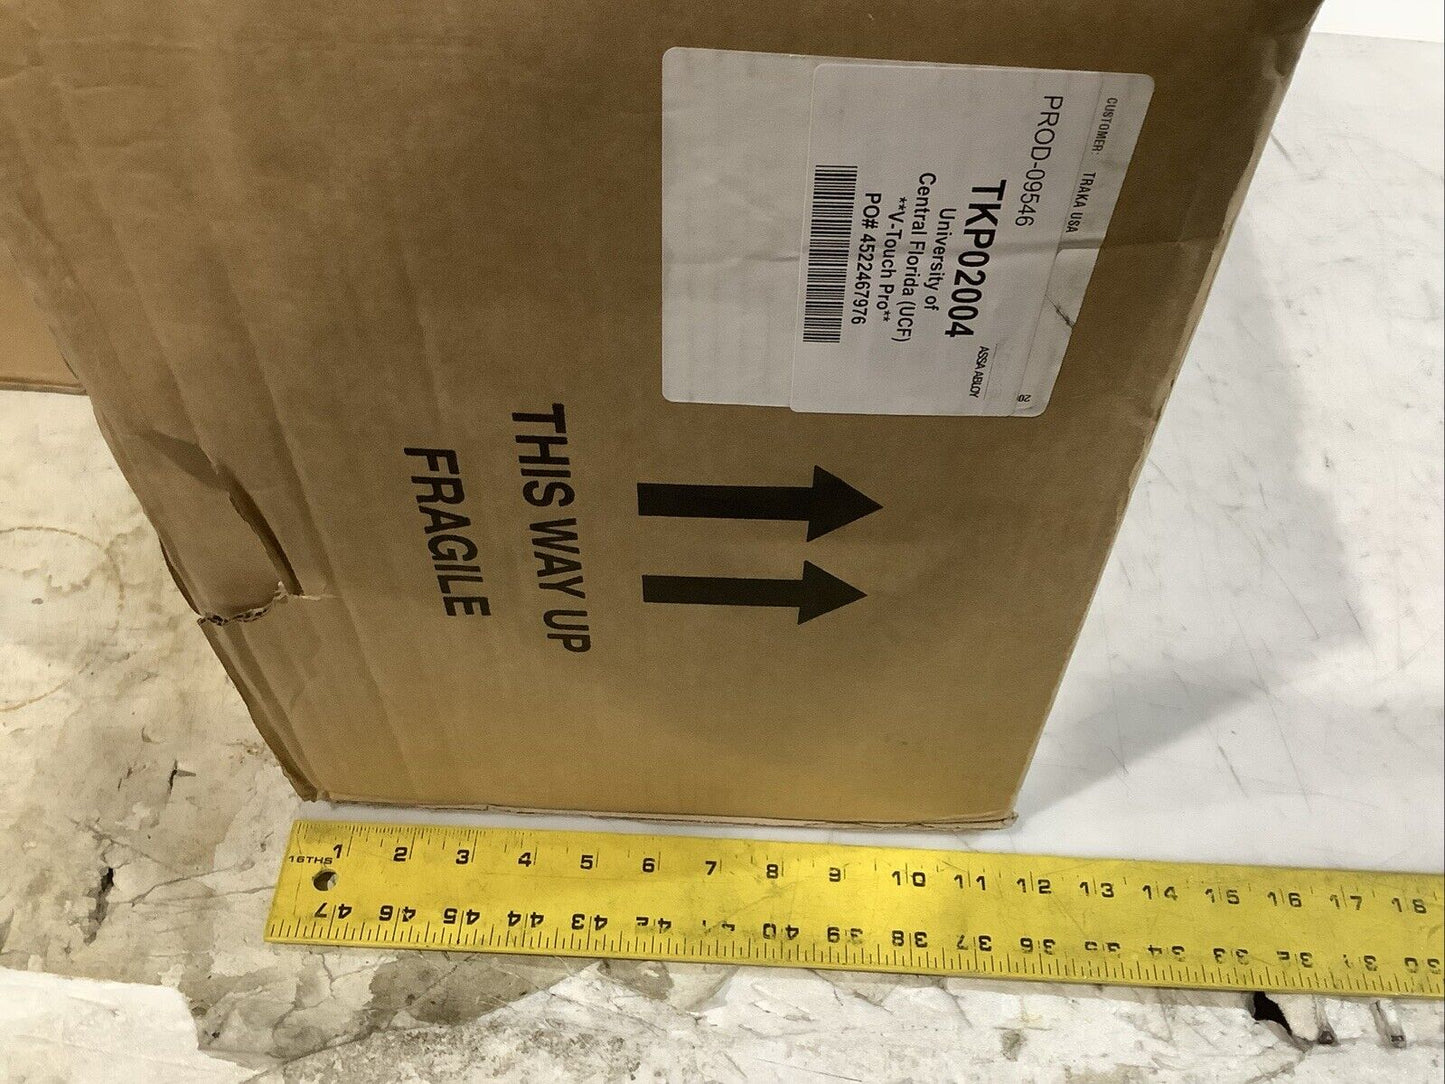 CUSTOMER: TRAKA USA
PROD-09546
TKP02004
ASSA ABLOY
University of
Central Florida (UCF)
**V-Touch Pro**
PO# 4522467976
THIS WAY UP
FRAGILE
16THS
1 2 3 4 5 6 7 8 9 10 11 12 13 14 15 16 17 18
47 46 45 44 43 42 41 40 39 38 37 36 35 34 33 32 31 30